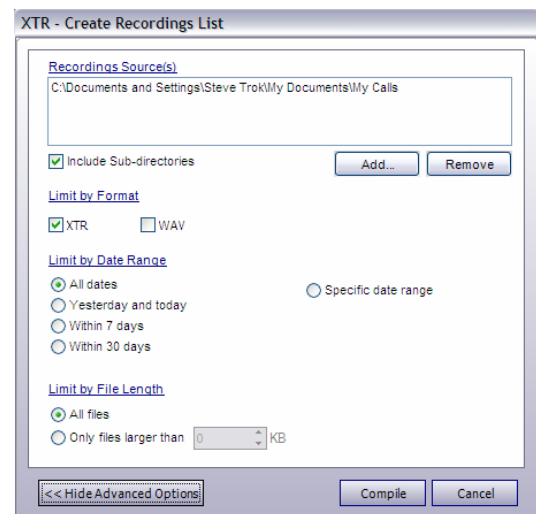 XTR - Create Recordings List
Recordings Source(s)
C:\Documents and Settings\Steve Trok\My Documents\My Calls
Include Sub-directories
Add... Remove
Limit by Format
XTR WAV
Limit by Date Range
All dates
Specific date range
Yesterday and today
Within 7 days
Within 30 days
Limit by File Length
All files
Only files larger than 0 KB
<< Hide Advanced Options Compile Cancel